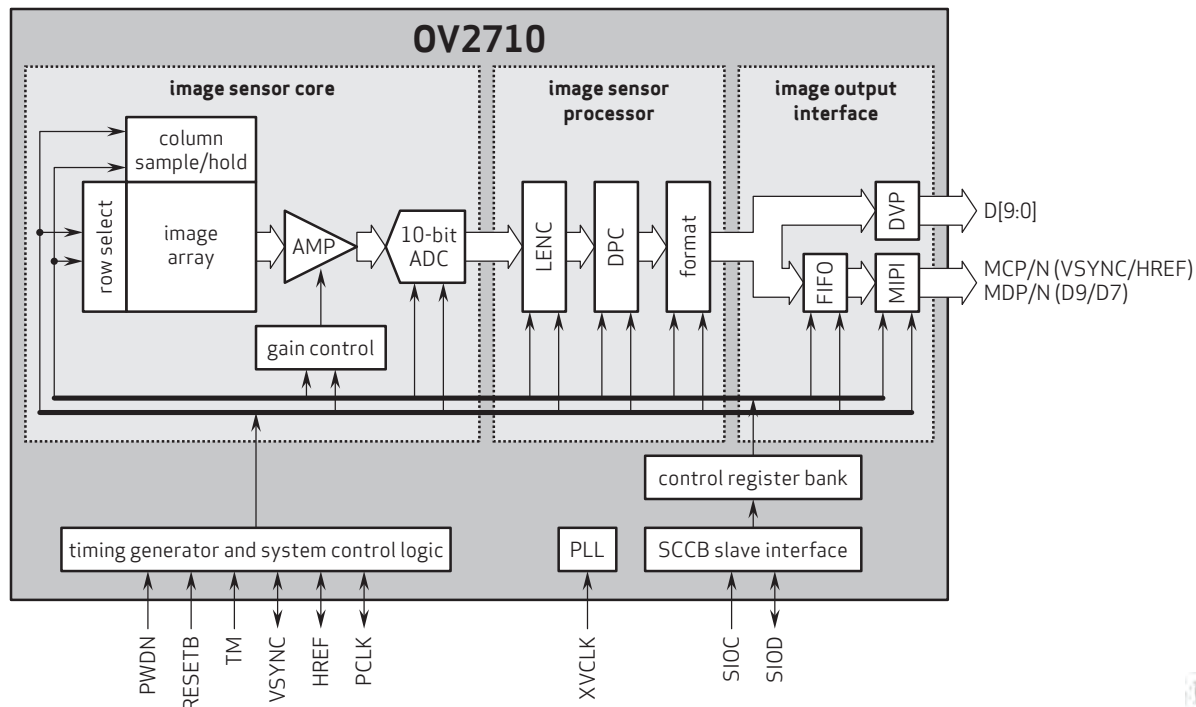 OV2710
image sensor core
image sensor
processor
image output
interface
column
sample/hold
row select
image
array
AMP
10-bit
ADC
gain control
LENC
DPC
format
DVP
FIFO
MIPI
D[9:0]
MCP/N (VSYNC/HREF)
MDP/N (D9/D7)
control register bank
timing generator and system control logic
PLL
SCCB slave interface
PWDN
RESETB
TM
VSYNC
HREF
PCLK
XVCLK
SIOC
SIOD